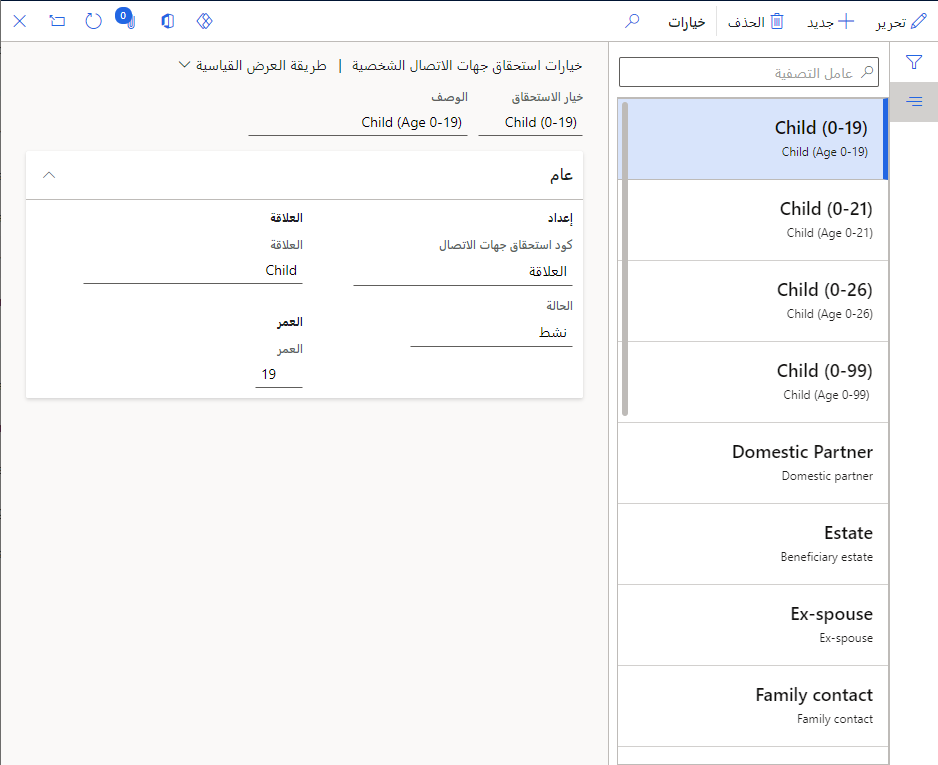 تحرير
جديد
الحذف
خيارات
0
عامل التصفية
Child (0-19)
Child (Age 0-19)
Child (0-21)
Child (Age 0-21)
Child (0-26)
Child (Age 0-26)
Child (0-99)
Child (Age 0-99)
Domestic Partner
Domestic partner
Estate
Beneficiary estate
Ex-spouse
Ex-spouse
Family contact
Family contact
خيارات استحقاق جهات الاتصال الشخصية | طريقة العرض القياسية
خيار الاستحقاق
Child (0-19)
الوصف
Child (Age 0-19)
عام
إعداد
كود استحقاق جهات الاتصال
العلاقة
الحالة
نشط
العلاقة
العلاقة
Child
العمر
العمر
19